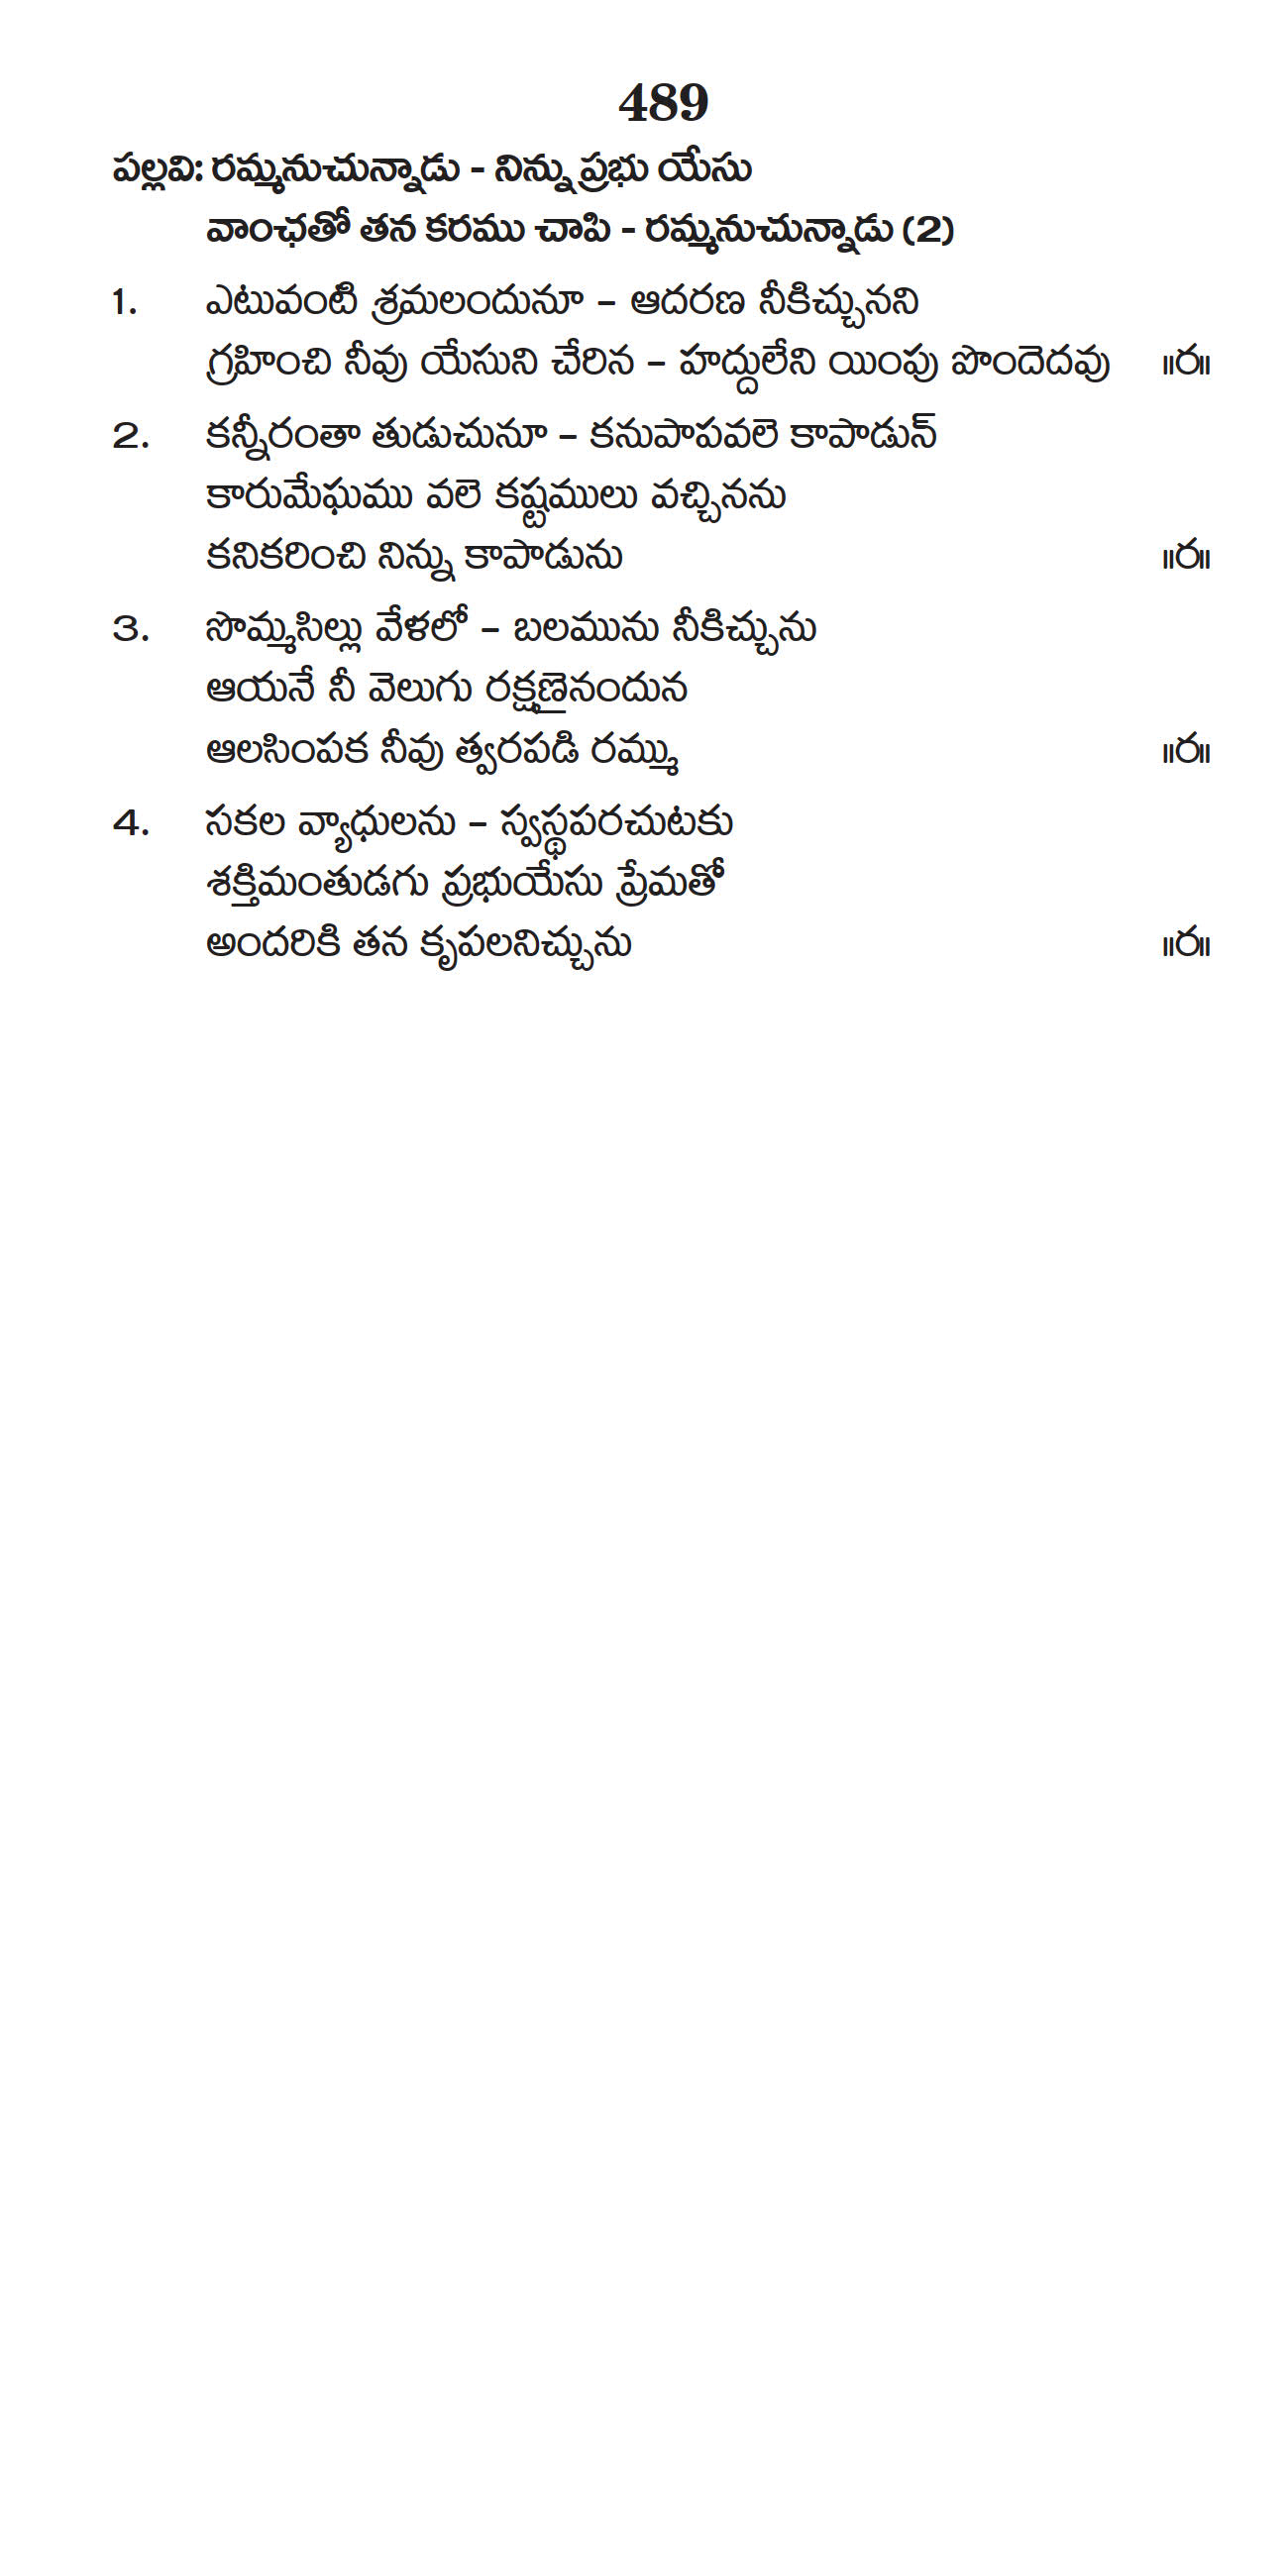 489
పల్లవి: రమ్మనుచున్నాడు - నిన్ను ప్రభు యేసు
వాంఛతో తన కరము చాపి - రమ్మనుచున్నాడు (2)
1. ఎటువంటి శ్రమలందునూ – ఆదరణ నీకిచ్చునని
గ్రహించి నీవు యేసుని చేరిన – హద్దులేని యింపు పొందెదవు ॥ర॥
2. కన్నీరంతా తుడుచునూ – కనుపాపవలె కాపాడున్
కారుమేఘము వలె కష్టములు వచ్చినను
కనికరించి నిన్ను కాపాడును ॥ర॥
3. సొమ్మసిల్లు వేళలో – బలమును నీకిచ్చును
ఆయనే నీ వెలుగు రక్షణైనందున
ఆలసింపక నీవు త్వరపడి రమ్ము ॥ర॥
4. సకల వ్యాధులను – స్వస్థపరచుటకు
శక్తిమంతుడగు ప్రభుయేసు ప్రేమతో
అందరికి తన కృపలనిచ్చును ॥ర॥